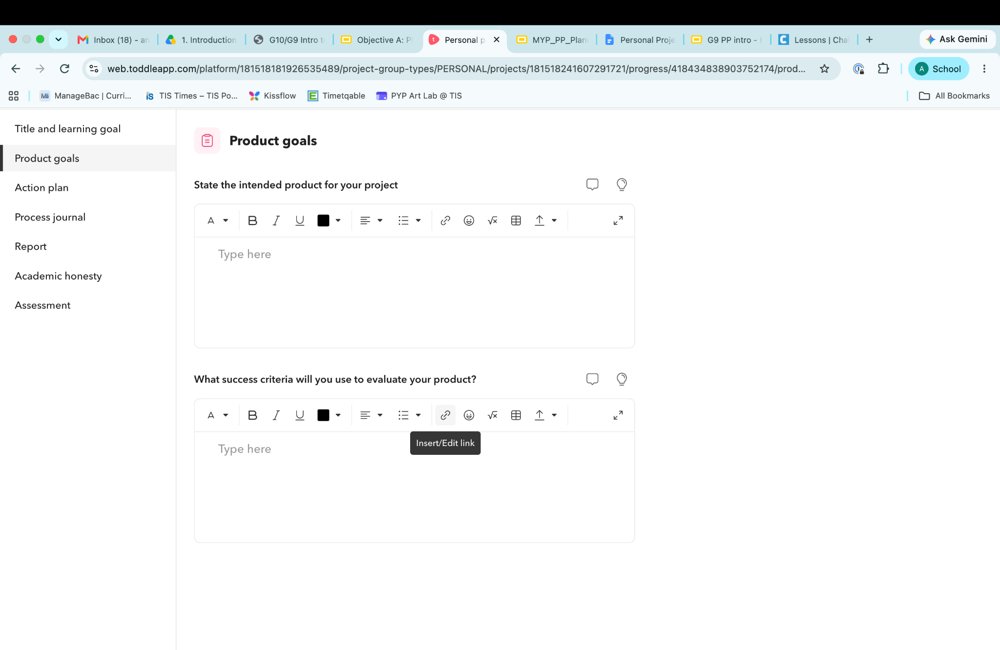 Inbox (18) - an
1. Introduction
G10/G9 Intro to
Objective A: Pl
Personal p
MYP_PP_Plan
Personal Proje
G9 PP intro - H
Lessons | Cha
Ask Gemini
web.toddleapp.com/platform/181518181926535489/project-group-types/PERSONAL/projects/181518241607291721/progress/418434838903752174/prod...
A School
ManageBac | Curri...
TIS Times – TIS Po...
Kissflow
Timetqable
PYP Art Lab @ TIS
All Bookmarks
Title and learning goal
Product goals
Action plan
Process journal
Report
Academic honesty
Assessment
Product goals
State the intended product for your project
Type here
What success criteria will you use to evaluate your product?
Insert/Edit link
Type here